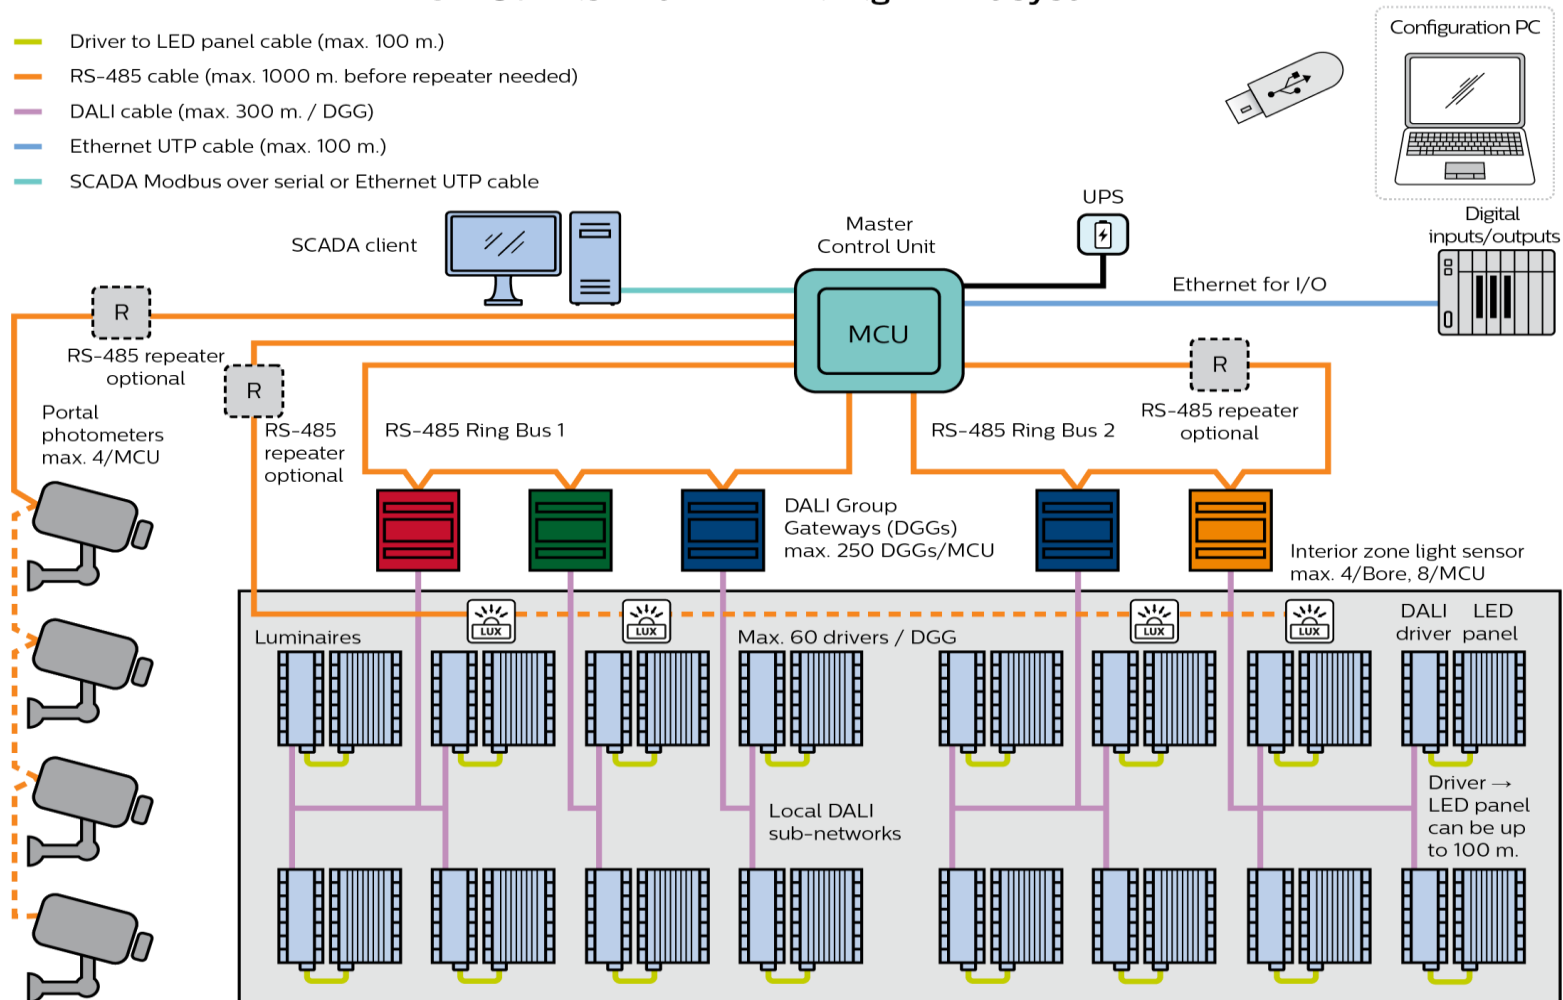 Driver to LED panel cable (max. 100 m.)
RS-485 cable (max. 1000 m. before repeater needed)
DALI cable (max. 300 m. / DGG)
Ethernet UTP cable (max. 100 m.)
SCADA Modbus over serial or Ethernet UTP cable
Configuration PC
UPS
Digital
inputs/outputs
SCADA client
Master
Control Unit
Ethernet for I/O
MCU
R
RS-485 repeater
optional
R
RS-485
repeater
optional
R
RS-485 repeater
optional
Portal
photometers
max. 4/MCU
RS-485 Ring Bus 1
RS-485 Ring Bus 2
DALI Group
Gateways (DGGs)
max. 250 DGGs/MCU
Interior zone light sensor
max. 4/Bore, 8/MCU
LUX
LUX
LUX
LUX
Luminaires
Max. 60 drivers / DGG
DALI
driver
LED
panel
Local DALI
sub-networks
Driver →
LED panel
can be up
to 100 m.